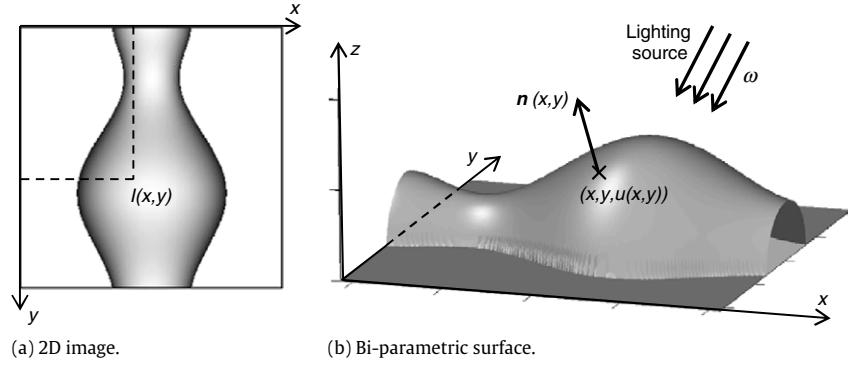 x
I(x,y)
y
(a) 2D image.
z
Lighting
source
ω
n (x,y)
y
(x,y,u(x,y))
x
(b) Bi-parametric surface.